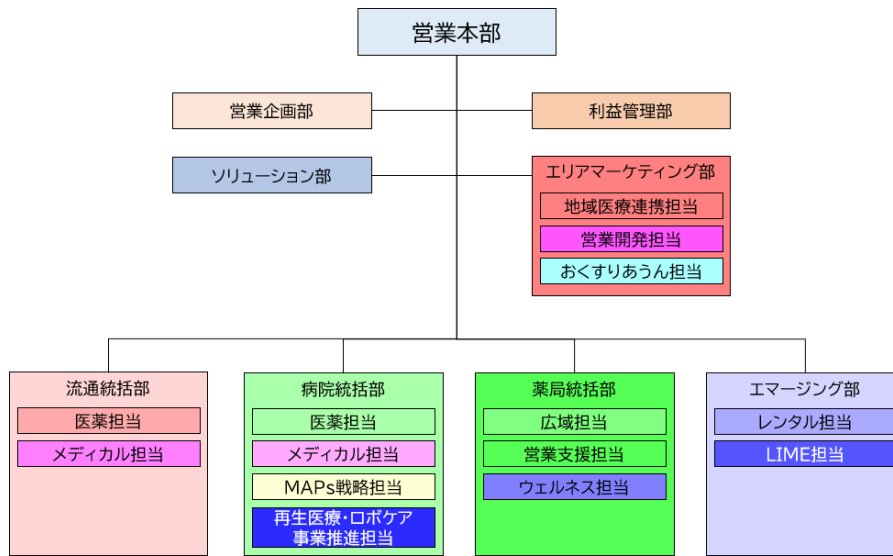 営業本部
営業企画部
利益管理部
ソリューション部
エリアマーケティング部
地域医療連携担当
営業開発担当
おくすりあうん担当
流通統括部
医薬担当
メディカル担当
病院統括部
医薬担当
メディカル担当
MAPs戦略担当
再生医療・ロボケア
事業推進担当
薬局統括部
広域担当
営業支援担当
ウェルネス担当
エマージング部
レンタル担当
LIME担当